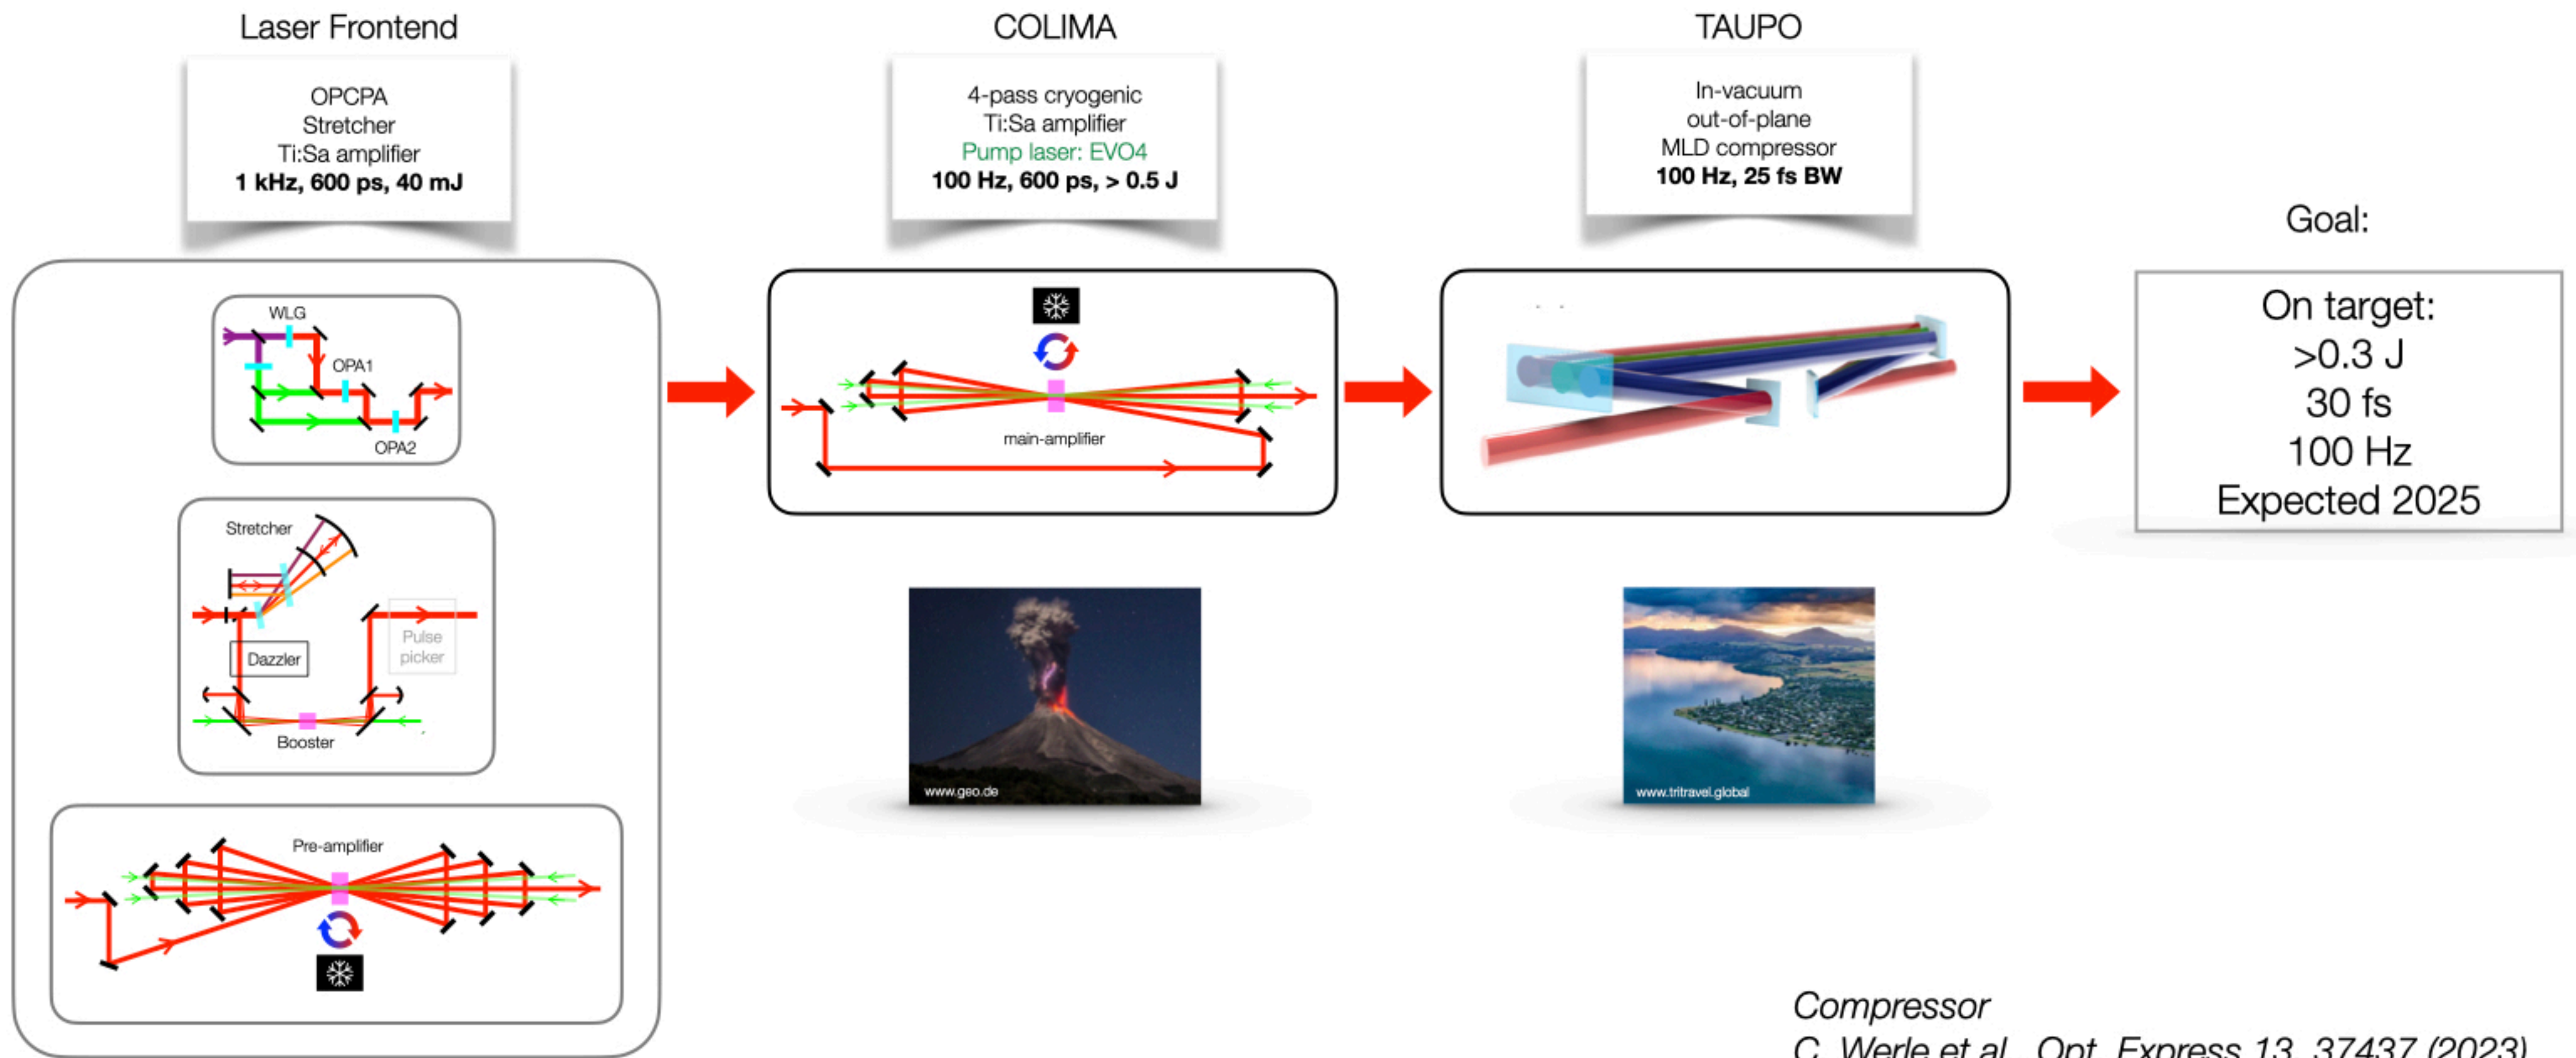 Laser Frontend
OPCPA
Stretcher
Ti:Sa amplifier
1 kHz, 600 ps, 40 mJ
WLG
OPA1
OPA2
Stretcher
Dazzler
Pulse
picker
Booster
Pre-amplifier
COLIMA
4-pass cryogenic
Ti:Sa amplifier
Pump laser: EVO4
100 Hz, 600 ps, > 0.5 J
main-amplifier
www.geo.de
TAUPO
In-vacuum
out-of-plane
MLD compressor
100 Hz, 25 fs BW
www.tritravel.global
Goal:
On target:
>0.3 J
30 fs
100 Hz
Expected 2025
Compressor
C. Werle et al., Opt. Express 13, 37437 (2023)